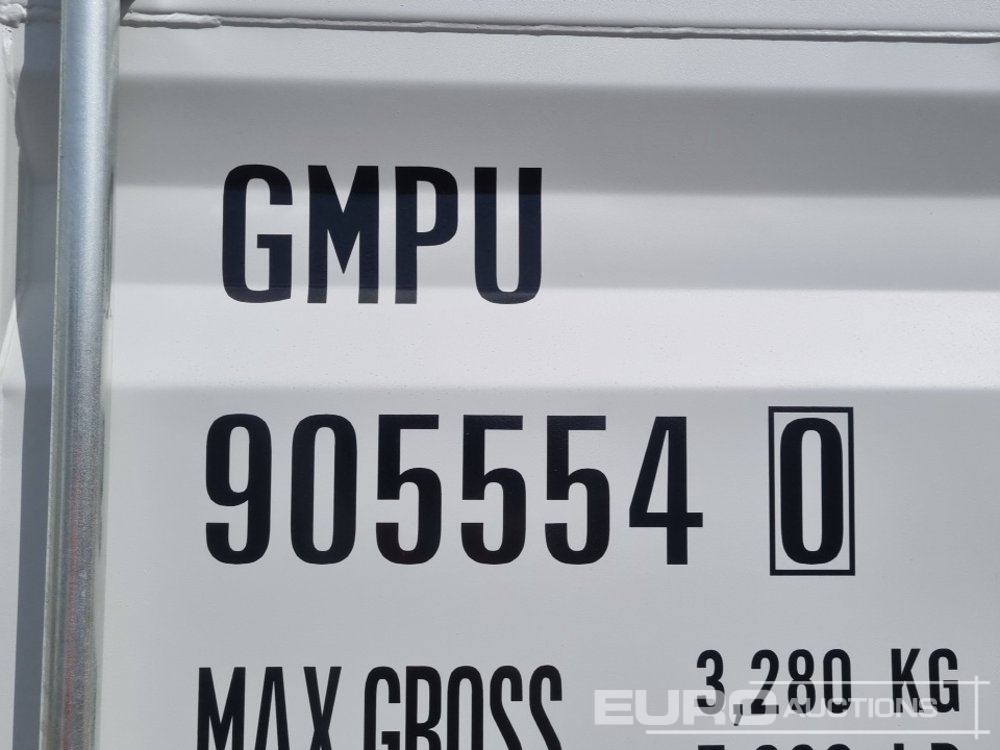 GMPU
905554 0
MAX GROSS 3,280 KG
EURO AUCTIONS